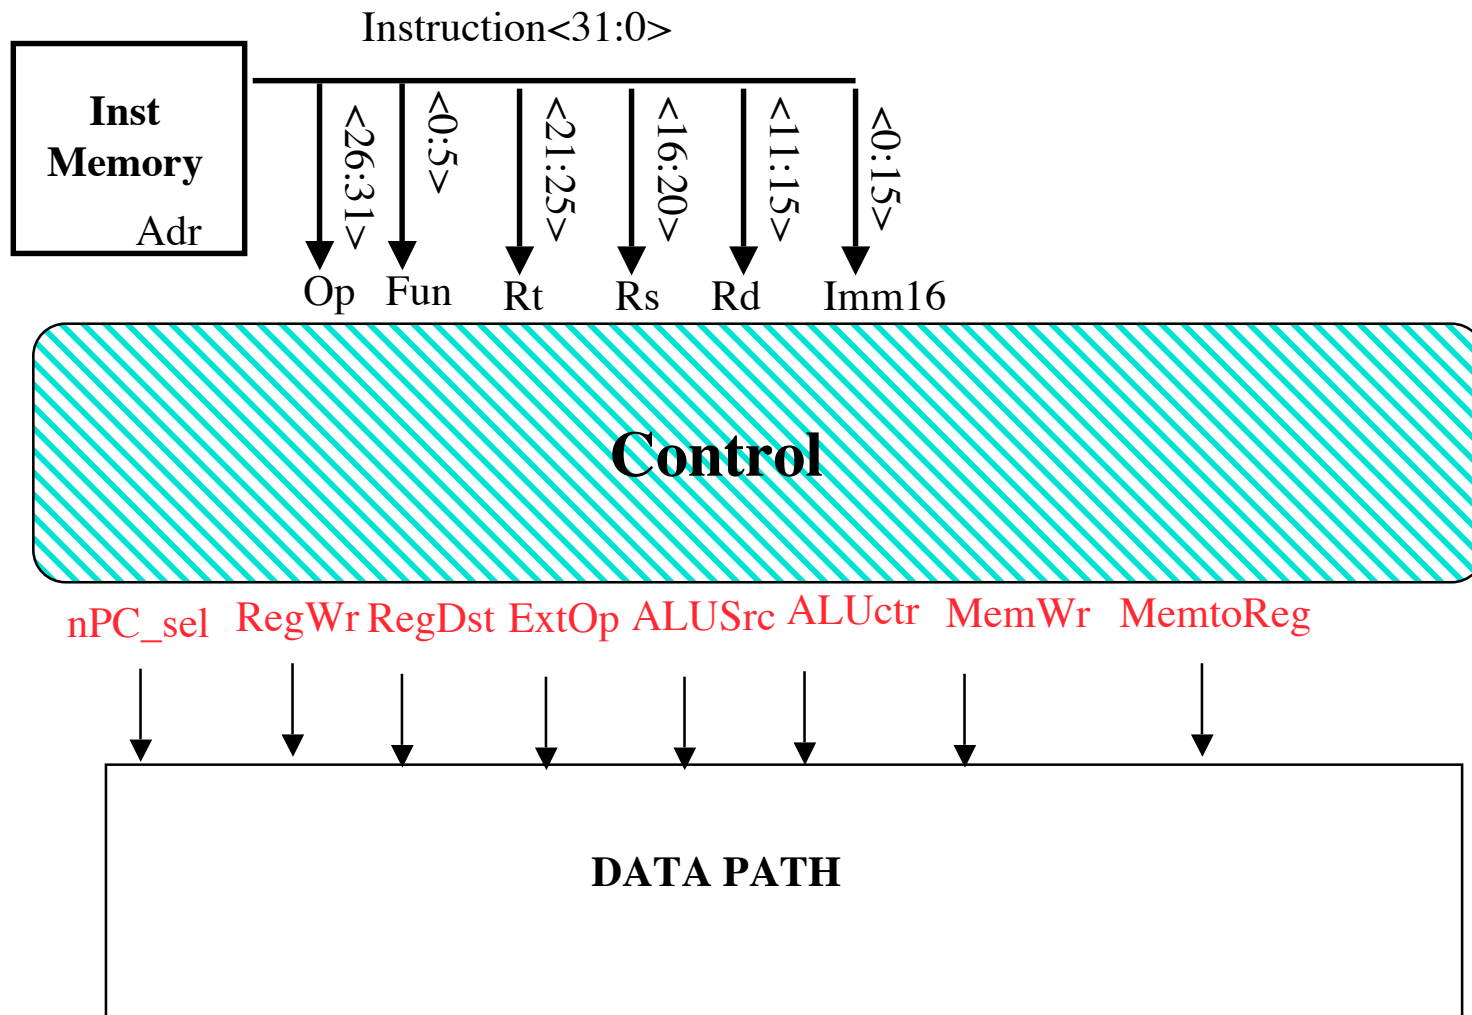 Instruction<31:0>
Inst
Memory
Adr
<26:31>
<0:5>
<21:25>
<16:20>
<11:15>
<0:15>
Op
Fun
Rt
Rs
Rd
Imm16
Control
nPC_sel
RegWr
RegDst
ExtOp
ALUSrc
ALUctr
MemWr
MemtoReg
DATA PATH